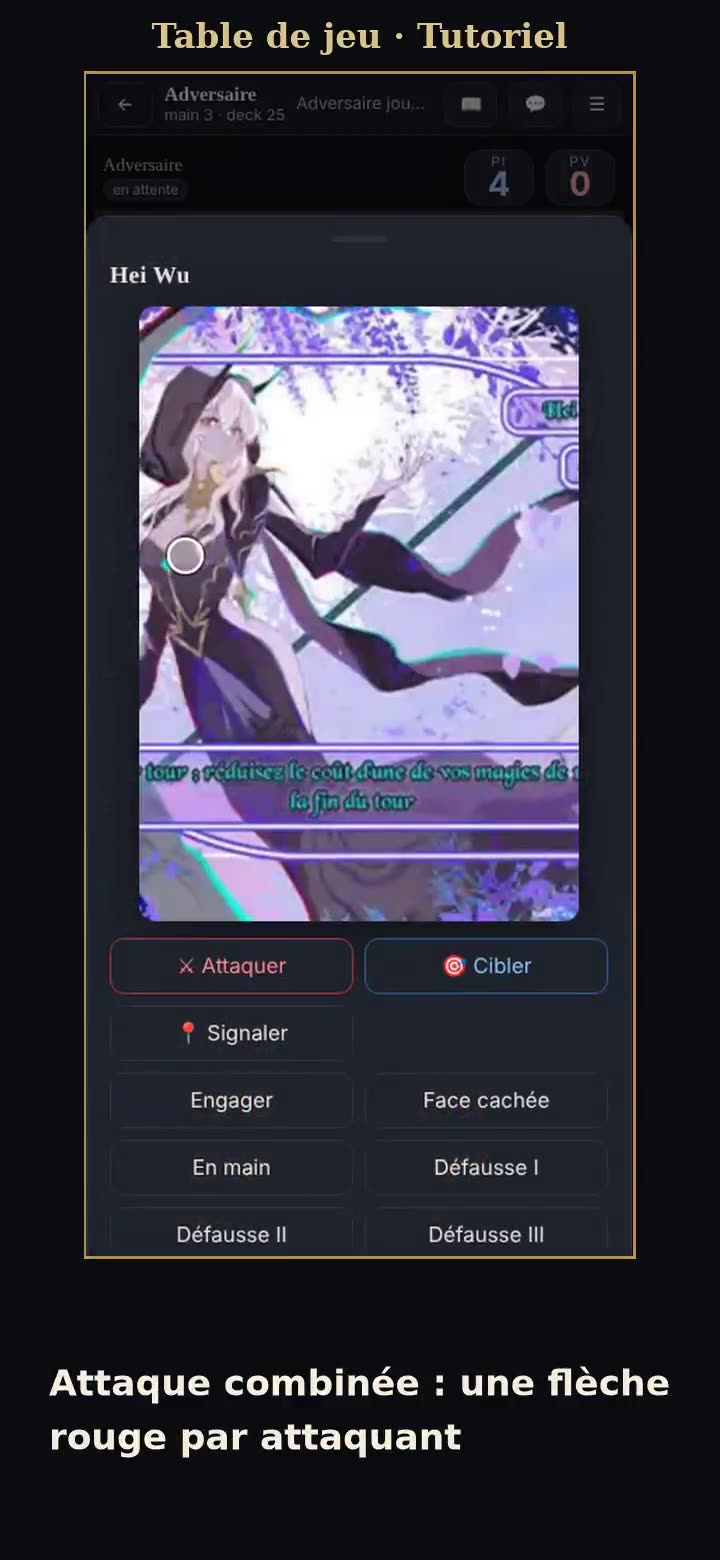 Table de jeu · Tutoriel
←
Adversaire
main 3 · deck 25
Adversaire jou...
☰
Adversaire
en attente
PI
4
PV
0
Hei Wu
Hei
tour : réduisez le coût d'une de vos magies de
la fin du tour
⚔ Attaquer
🎯 Cibler
📍 Signaler
Engager
Face cachée
En main
Défausse I
Défausse II
Défausse III
Attaque combinée : une flèche
rouge par attaquant